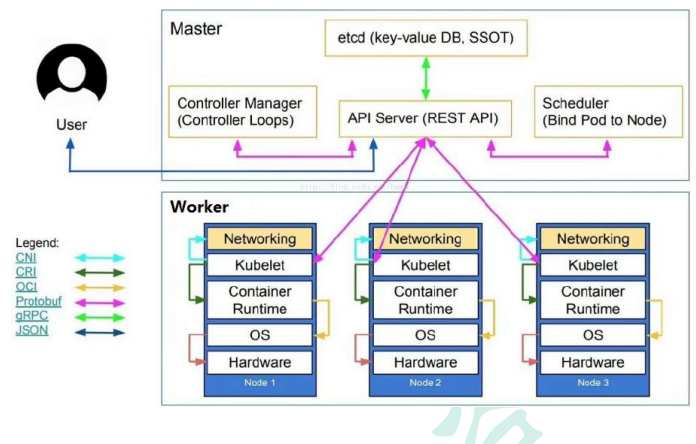 Master
etcd (key-value DB, SSOT)
Controller Manager
(Controller Loops)
API Server (REST API)
Scheduler
(Bind Pod to Node)
User
Worker
Networking
Kubelet
Container
Runtime
OS
Hardware
Node 1
Networking
Kubelet
Container
Runtime
OS
Hardware
Node 2
Networking
Kubelet
Container
Runtime
OS
Hardware
Node 3
Legend:
CNI
CRI
OCI
Protobuf
gRPC
JSON